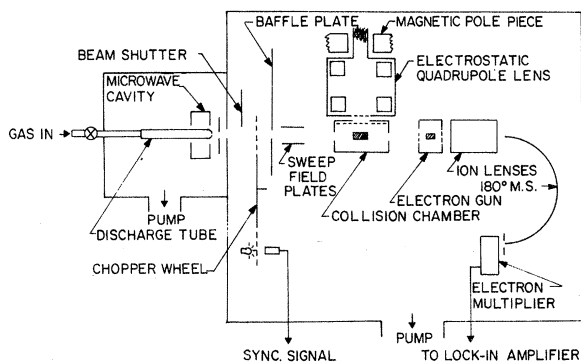 BAFFLE PLATE
MAGNETIC POLE PIECE
BEAM SHUTTER
ELECTROSTATIC
QUADRUPOLE LENS
MICROWAVE
CAVITY
GAS IN
SWEEP
FIELD
PLATES
ION LENSES
180° M.S.
ELECTRON GUN
COLLISION CHAMBER
PUMP
DISCHARGE TUBE
CHOPPER WHEEL
ELECTRON
MULTIPLIER
PUMP
SYNC. SIGNAL
TO LOCK-IN AMPLIFIER